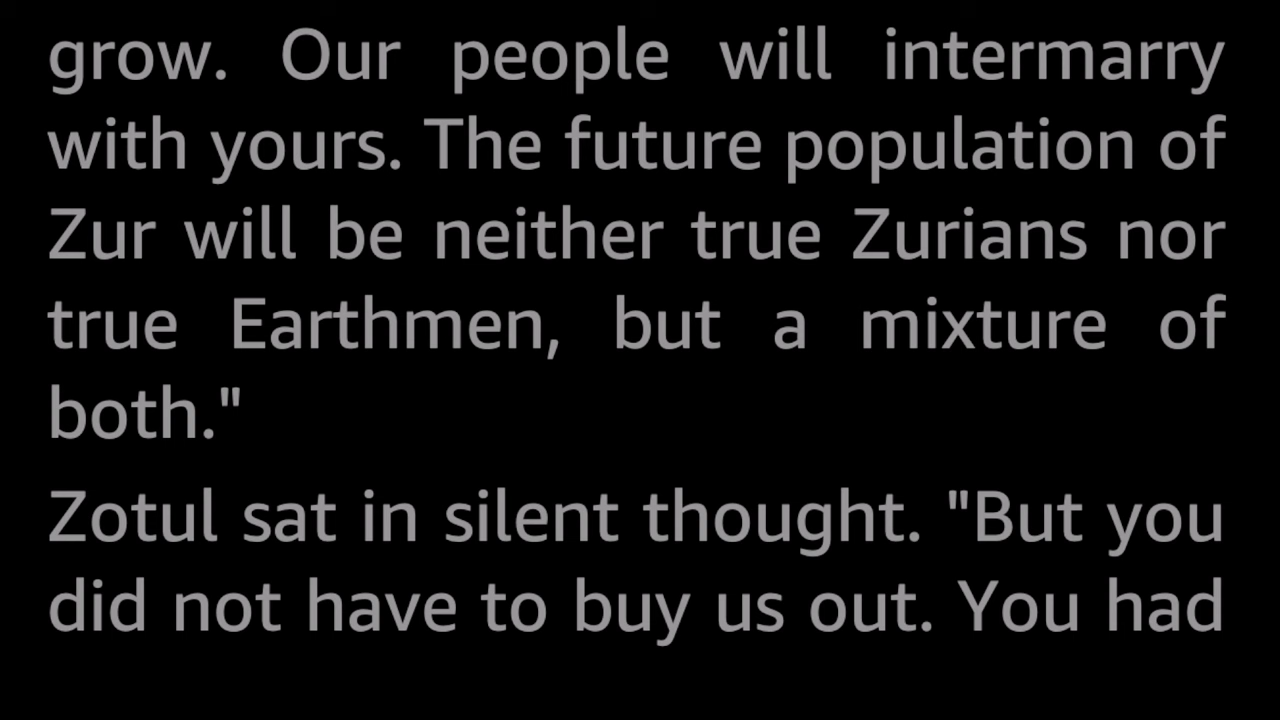 grow. Our people will intermarry
with yours. The future population of
Zur will be neither true Zurians nor
true Earthmen, but a mixture of
both."
Zotul sat in silent thought. "But you
did not have to buy us out. You had